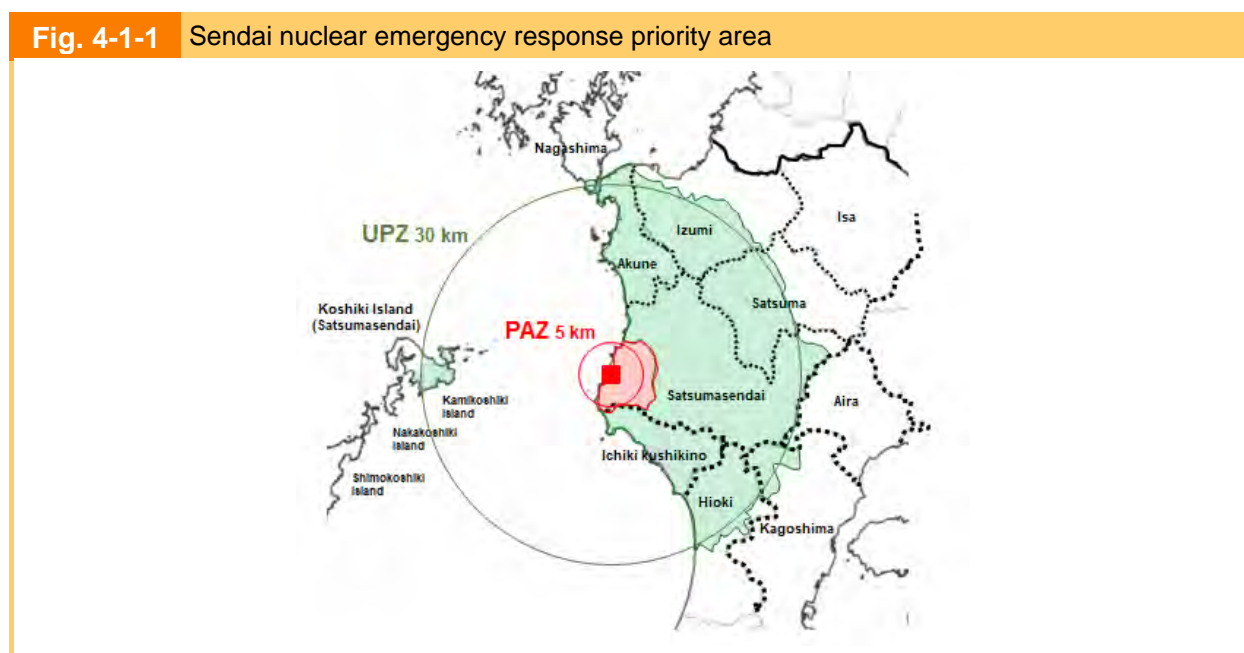 Fig. 4-1-1 Sendai nuclear emergency response priority area
Nagashima
Isa
UPZ 30 km
Izumi
Akune
Satsuma
Koshiki Island
(Satsumasendai)
PAZ 5 km
Satsumasendai
Aira
Kamikoshiki
Island
Nakakoshiki
Island
Ichiki kushikino
Shimokoshiki
Island
Hioki
Kagoshima